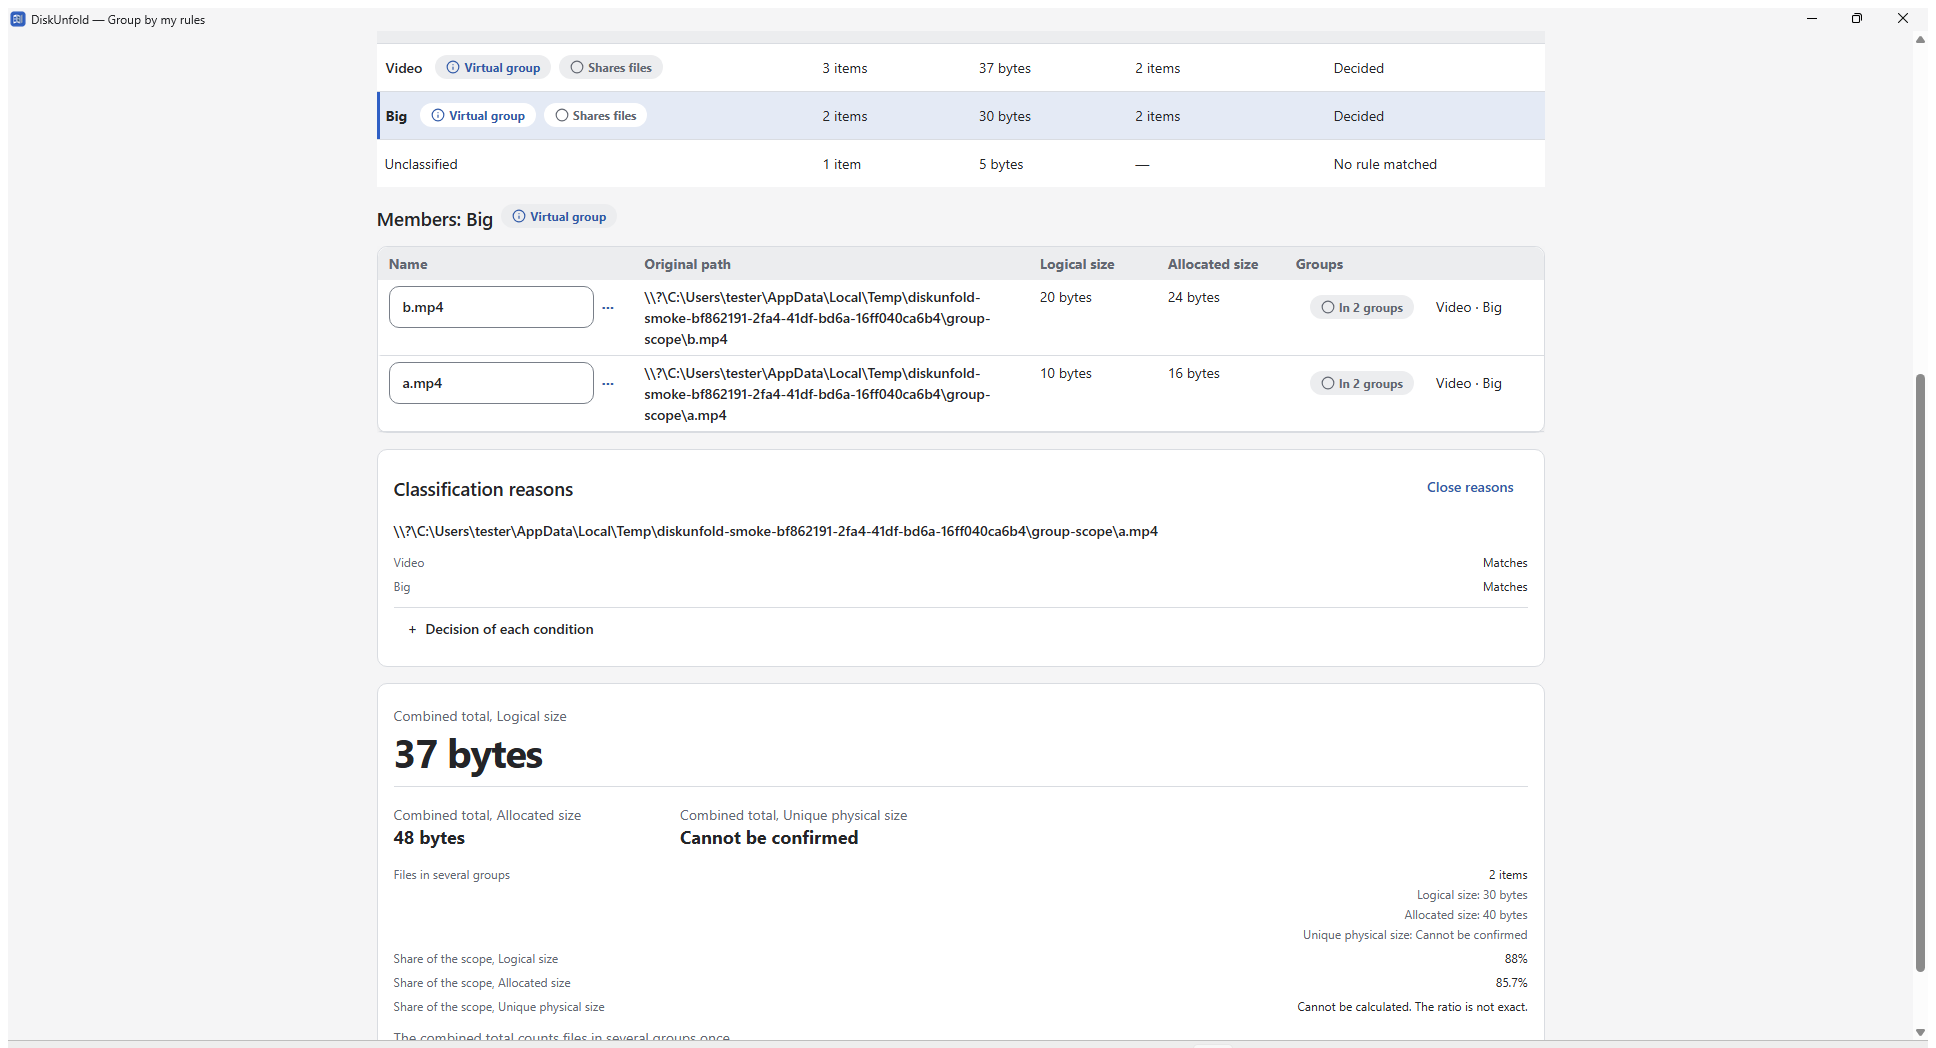 DiskUnfold — Group by my rules
Video Virtual group Shares files 3 items 37 bytes 2 items Decided
Big Virtual group Shares files 2 items 30 bytes 2 items Decided
Unclassified 1 item 5 bytes — No rule matched
Members: Big Virtual group
Name Original path Logical size Allocated size Groups
b.mp4 ... \\?\C:\Users\tester\AppData\Local\Temp\diskunfold- 20 bytes 24 bytes In 2 groups Video · Big
smoke-bf862191-2fa4-41df-bd6a-16ff040ca6b4\group-
scope\b.mp4
a.mp4 ... \\?\C:\Users\tester\AppData\Local\Temp\diskunfold- 10 bytes 16 bytes In 2 groups Video · Big
smoke-bf862191-2fa4-41df-bd6a-16ff040ca6b4\group-
scope\a.mp4
Classification reasons Close reasons
\\?\C:\Users\tester\AppData\Local\Temp\diskunfold-smoke-bf862191-2fa4-41df-bd6a-16ff040ca6b4\group-scope\a.mp4
Video Matches
Big Matches
+ Decision of each condition
Combined total, Logical size
37 bytes
Combined total, Allocated size Combined total, Unique physical size
48 bytes Cannot be confirmed
Files in several groups 2 items
Logical size: 30 bytes
Allocated size: 40 bytes
Unique physical size: Cannot be confirmed
Share of the scope, Logical size 88%
Share of the scope, Allocated size 85.7%
Share of the scope, Unique physical size Cannot be calculated. The ratio is not exact.
The combined total counts files in several groups once